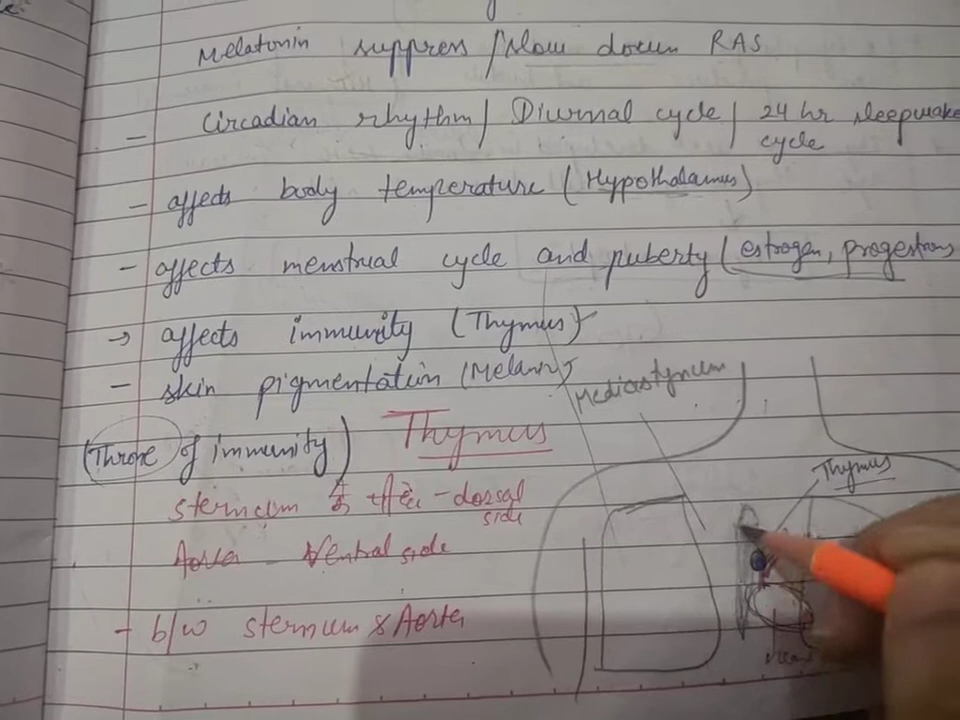 Melatonin suppress / slow down RAS
- Circadian rhythm / Diurnal cycle / 24 hr sleepwake cycle
- affects body temperature (Hypothalamus)
- affects menstrual cycle and puberty (estrogen, progestrons
→ affects immunity (Thymus)
- skin pigmentation (Melanin)
Mediastyneum
(Throne of immunity) Thymus
Thymus
sternum के पीछे - dorsal side
Aorta - Ventral side
- b/w sternum & Aorta